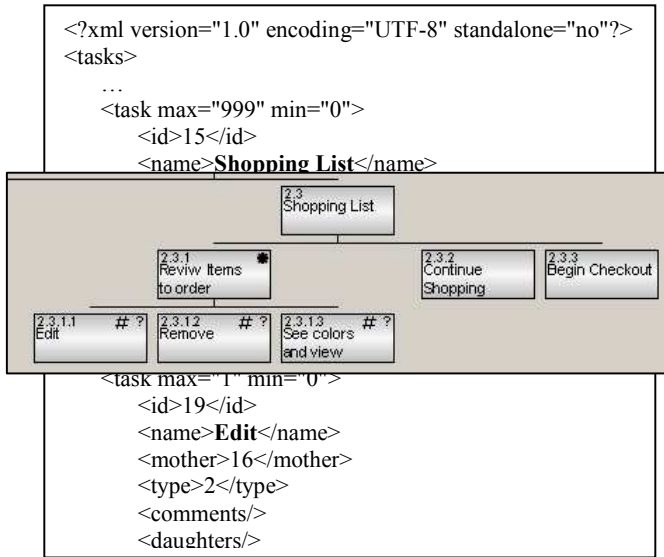 <?xml version="1.0" encoding="UTF-8" standalone="no"?>
<tasks>
…
<task max="999" min="0">
<id>15</id>
<name>Shopping List</name>
2.3
Shopping List
2.3.1 *
Reviw Items
to order
2.3.2
Continue
Shopping
2.3.3
Begin Checkout
2.3.1.1 # ?
Edit
2.3.1.2 # ?
Remove
2.3.1.3 # ?
See colors
and view
<task max="1" min="0">
<id>19</id>
<name>Edit</name>
<mother>16</mother>
<type>2</type>
<comments/>
<daughters/>